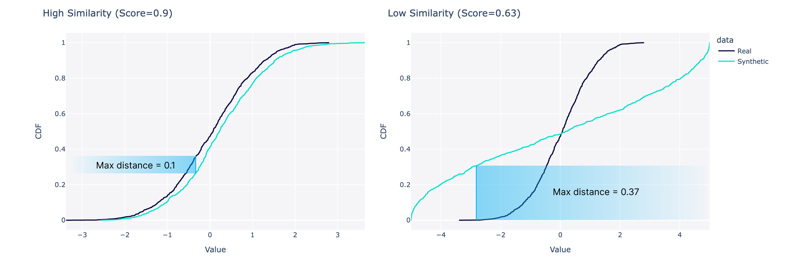 High Similarity (Score=0.9)
Low Similarity (Score=0.63)
data
Real
Synthetic
CDF
1
0.8
0.6
0.4
0.2
0
Max distance = 0.1
−3
−2
−1
0
1
2
3
Value
CDF
1
0.8
0.6
0.4
0.2
0
Max distance = 0.37
−4
−2
0
2
4
Value